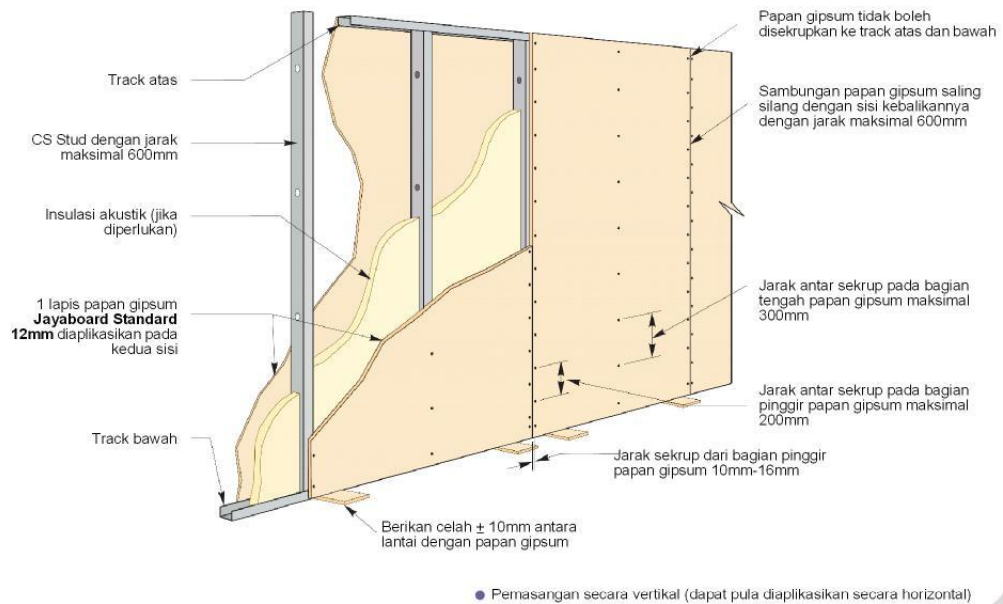 Track atas
CS Stud dengan jarak
maksimal 600mm
Insulasi akustik (jika
diperlukan)
1 lapis papan gipsum
Jayaboard Standard
12mm diaplikasikan pada
kedua sisi
Track bawah
Papan gipsum tidak boleh
disekrupkan ke track atas dan bawah
Sambungan papan gipsum saling
silang dengan sisi kebalikannya
dengan jarak maksimal 600mm
Jarak antar sekrup pada bagian
tengah papan gipsum maksimal
300mm
Jarak antar sekrup pada bagian
pinggir papan gipsum maksimal
200mm
Jarak sekrup dari bagian pinggir
papan gipsum 10mm-16mm
Berikan celah ± 10mm antara
lantai dengan papan gipsum
● Pemasangan secara vertikal (dapat pula diaplikasikan secara horizontal)